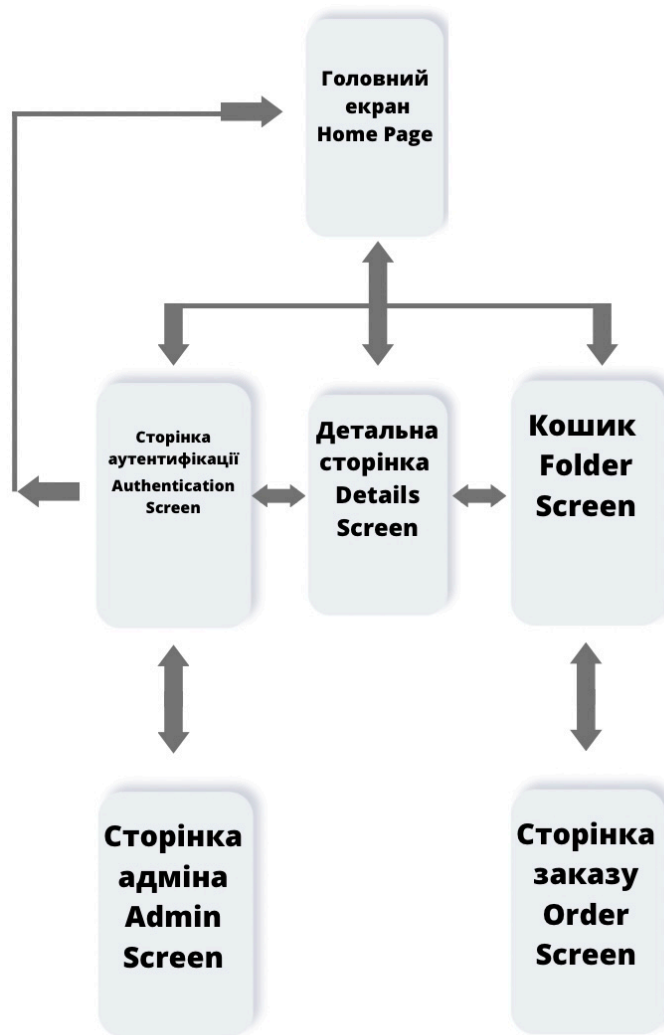 Головний
екран
Home Page
Сторінка
аутентифікації
Authentication
Screen
Детальна
сторінка
Details
Screen
Кошик
Folder
Screen
Сторінка
адміна
Admin
Screen
Сторінка
заказу
Order
Screen